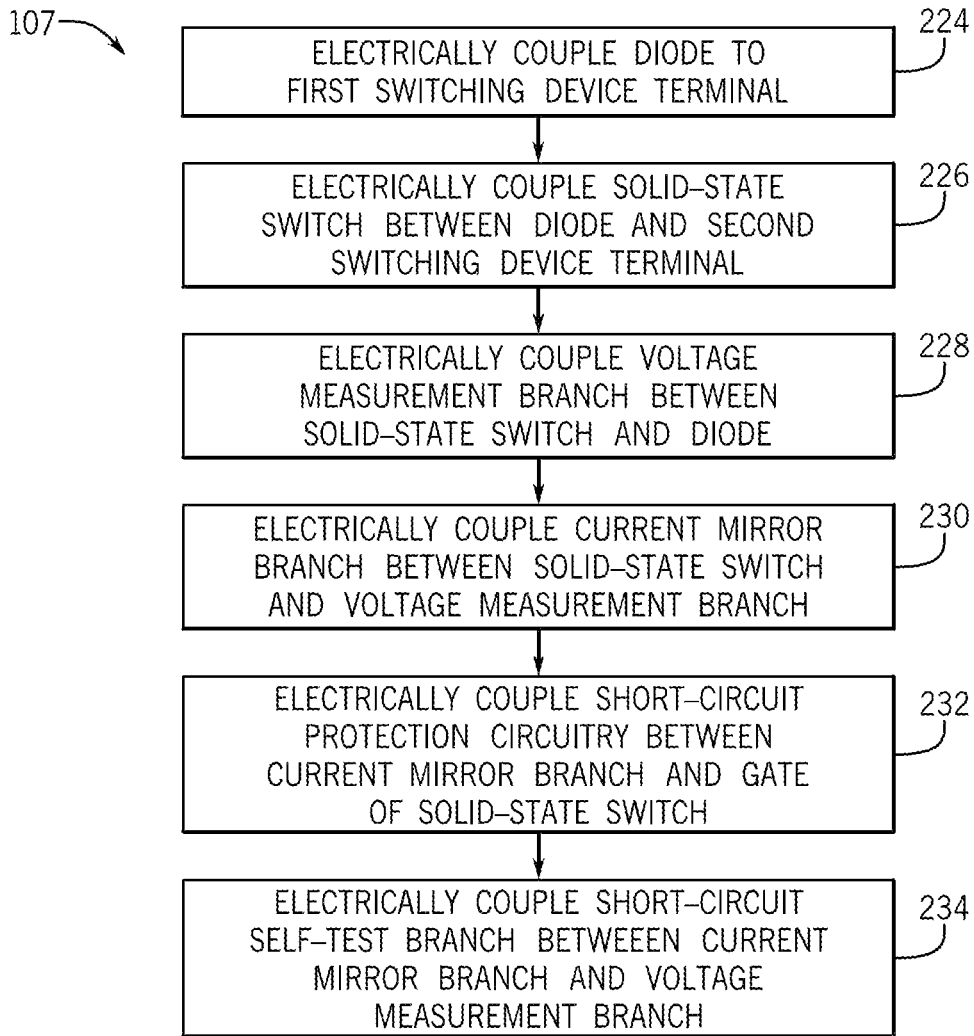 107
224
ELECTRICALLY COUPLE DIODE TO
FIRST SWITCHING DEVICE TERMINAL
226
ELECTRICALLY COUPLE SOLID-STATE
SWITCH BETWEEN DIODE AND SECOND
SWITCHING DEVICE TERMINAL
228
ELECTRICALLY COUPLE VOLTAGE
MEASUREMENT BRANCH BETWEEN
SOLID-STATE SWITCH AND DIODE
230
ELECTRICALLY COUPLE CURRENT MIRROR
BRANCH BETWEEN SOLID-STATE SWITCH
AND VOLTAGE MEASUREMENT BRANCH
232
ELECTRICALLY COUPLE SHORT-CIRCUIT
PROTECTION CIRCUITRY BETWEEN
CURRENT MIRROR BRANCH AND GATE
OF SOLID-STATE SWITCH
234
ELECTRICALLY COUPLE SHORT-CIRCUIT
SELF-TEST BRANCH BETWEEEN CURRENT
MIRROR BRANCH AND VOLTAGE
MEASUREMENT BRANCH